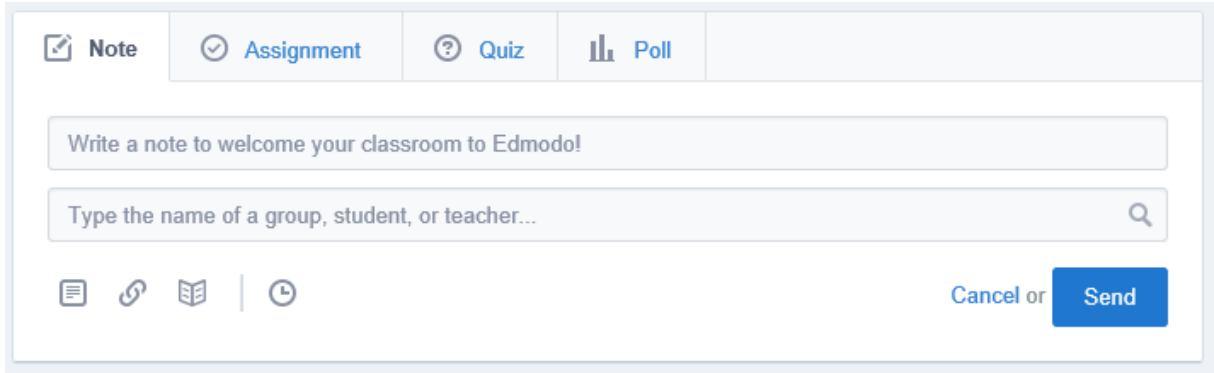 Note Assignment Quiz Poll
Write a note to welcome your classroom to Edmodo!
Type the name of a group, student, or teacher...
Cancel or Send